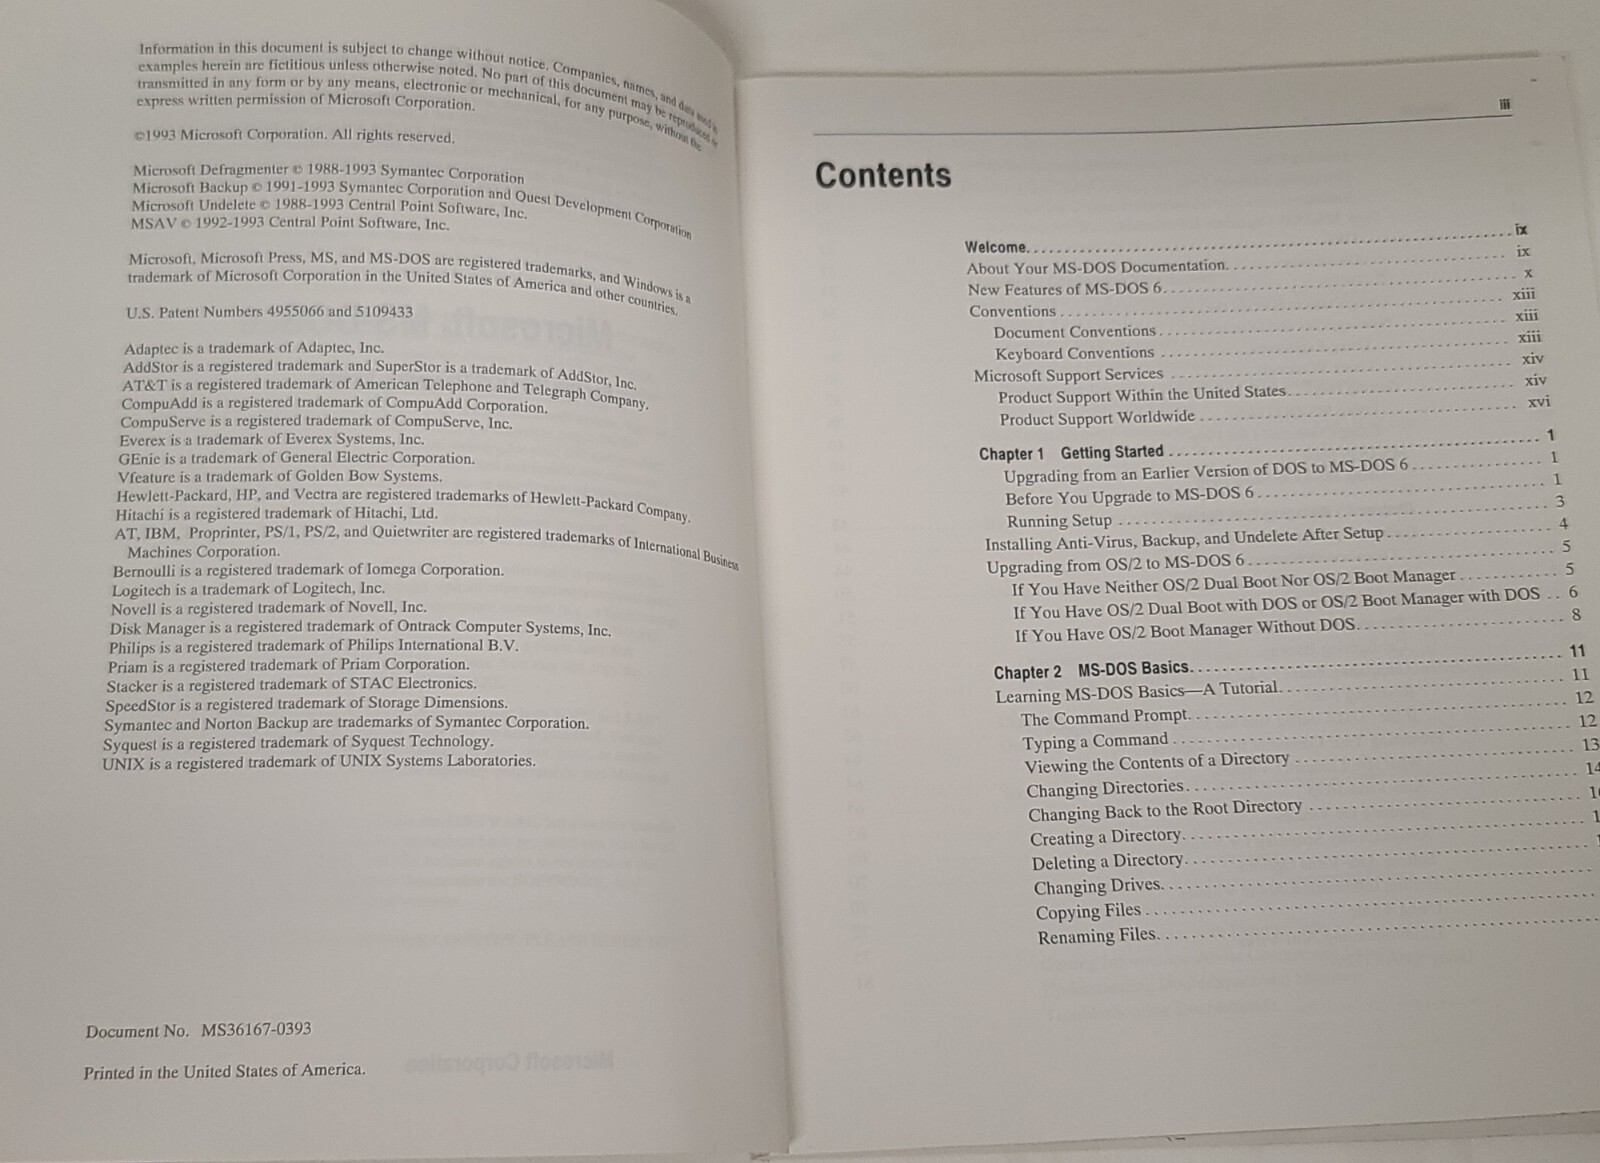 Information in this document is subject to change without notice. Companies, names, and data used in
examples herein are fictitious unless otherwise noted. No part of this document may be reproduced or
transmitted in any form or by any means, electronic or mechanical, for any purpose, without the
express written permission of Microsoft Corporation.
©1993 Microsoft Corporation. All rights reserved.
Microsoft Defragmenter © 1988-1993 Symantec Corporation
Microsoft Backup © 1991-1993 Symantec Corporation and Quest Development Corporation
Microsoft Undelete © 1988-1993 Central Point Software, Inc.
MSAV © 1992-1993 Central Point Software, Inc.
Microsoft, Microsoft Press, MS, and MS-DOS are registered trademarks, and Windows is a
trademark of Microsoft Corporation in the United States of America and other countries.
U.S. Patent Numbers 4955066 and 5109433
Adaptec is a trademark of Adaptec, Inc.
AddStor is a registered trademark and SuperStor is a trademark of AddStor, Inc.
AT&T is a registered trademark of American Telephone and Telegraph Company.
CompuAdd is a registered trademark of CompuAdd Corporation.
CompuServe is a registered trademark of CompuServe, Inc.
Everex is a trademark of Everex Systems, Inc.
GEnie is a trademark of General Electric Corporation.
Vfeature is a trademark of Golden Bow Systems.
Hewlett-Packard, HP, and Vectra are registered trademarks of Hewlett-Packard Company.
Hitachi is a registered trademark of Hitachi, Ltd.
AT, IBM, Proprinter, PS/1, PS/2, and Quietwriter are registered trademarks of International Business
Machines Corporation.
Bernoulli is a registered trademark of Iomega Corporation.
Logitech is a trademark of Logitech, Inc.
Novell is a registered trademark of Novell, Inc.
Disk Manager is a registered trademark of Ontrack Computer Systems, Inc.
Philips is a registered trademark of Philips International B.V.
Priam is a registered trademark of Priam Corporation.
Stacker is a registered trademark of STAC Electronics.
SpeedStor is a registered trademark of Storage Dimensions.
Symantec and Norton Backup are trademarks of Symantec Corporation.
Syquest is a registered trademark of Syquest Technology.
UNIX is a registered trademark of UNIX Systems Laboratories.
Document No. MS36167-0393
Printed in the United States of America.
iii
Contents
Welcome. . . . . ix
About Your MS-DOS Documentation. . . . . ix
New Features of MS-DOS 6. . . . . x
Conventions . . . . . xiii
Document Conventions . . . . . xiii
Keyboard Conventions . . . . . xiii
Microsoft Support Services . . . . . xiv
Product Support Within the United States. . . . . xiv
Product Support Worldwide . . . . . xvi
Chapter 1 Getting Started . . . . . 1
Upgrading from an Earlier Version of DOS to MS-DOS 6 . . . . . 1
Before You Upgrade to MS-DOS 6 . . . . . 1
Running Setup . . . . . 3
Installing Anti-Virus, Backup, and Undelete After Setup . . . . . 4
Upgrading from OS/2 to MS-DOS 6 . . . . . 5
If You Have Neither OS/2 Dual Boot Nor OS/2 Boot Manager . . . . . 5
If You Have OS/2 Dual Boot with DOS or OS/2 Boot Manager with DOS . . 6
If You Have OS/2 Boot Manager Without DOS. . . . . 8
Chapter 2 MS-DOS Basics. . . . . 11
Learning MS-DOS Basics—A Tutorial. . . . . 11
The Command Prompt. . . . . 12
Typing a Command . . . . . 12
Viewing the Contents of a Directory . . . . . 13
Changing Directories. . . . . 14
Changing Back to the Root Directory . . . . .
Creating a Directory. . . . .
Deleting a Directory. . . . .
Changing Drives. . . . .
Copying Files . . . . .
Renaming Files. . . . .